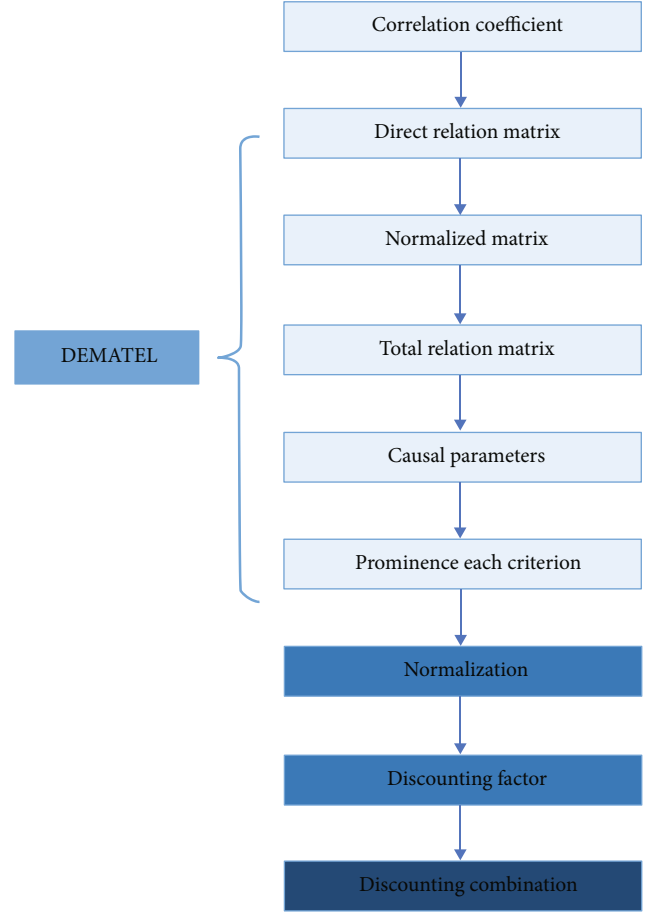 Correlation coefficient
Direct relation matrix
Normalized matrix
DEMATEL
Total relation matrix
Causal parameters
Prominence each criterion
Normalization
Discounting factor
Discounting combination